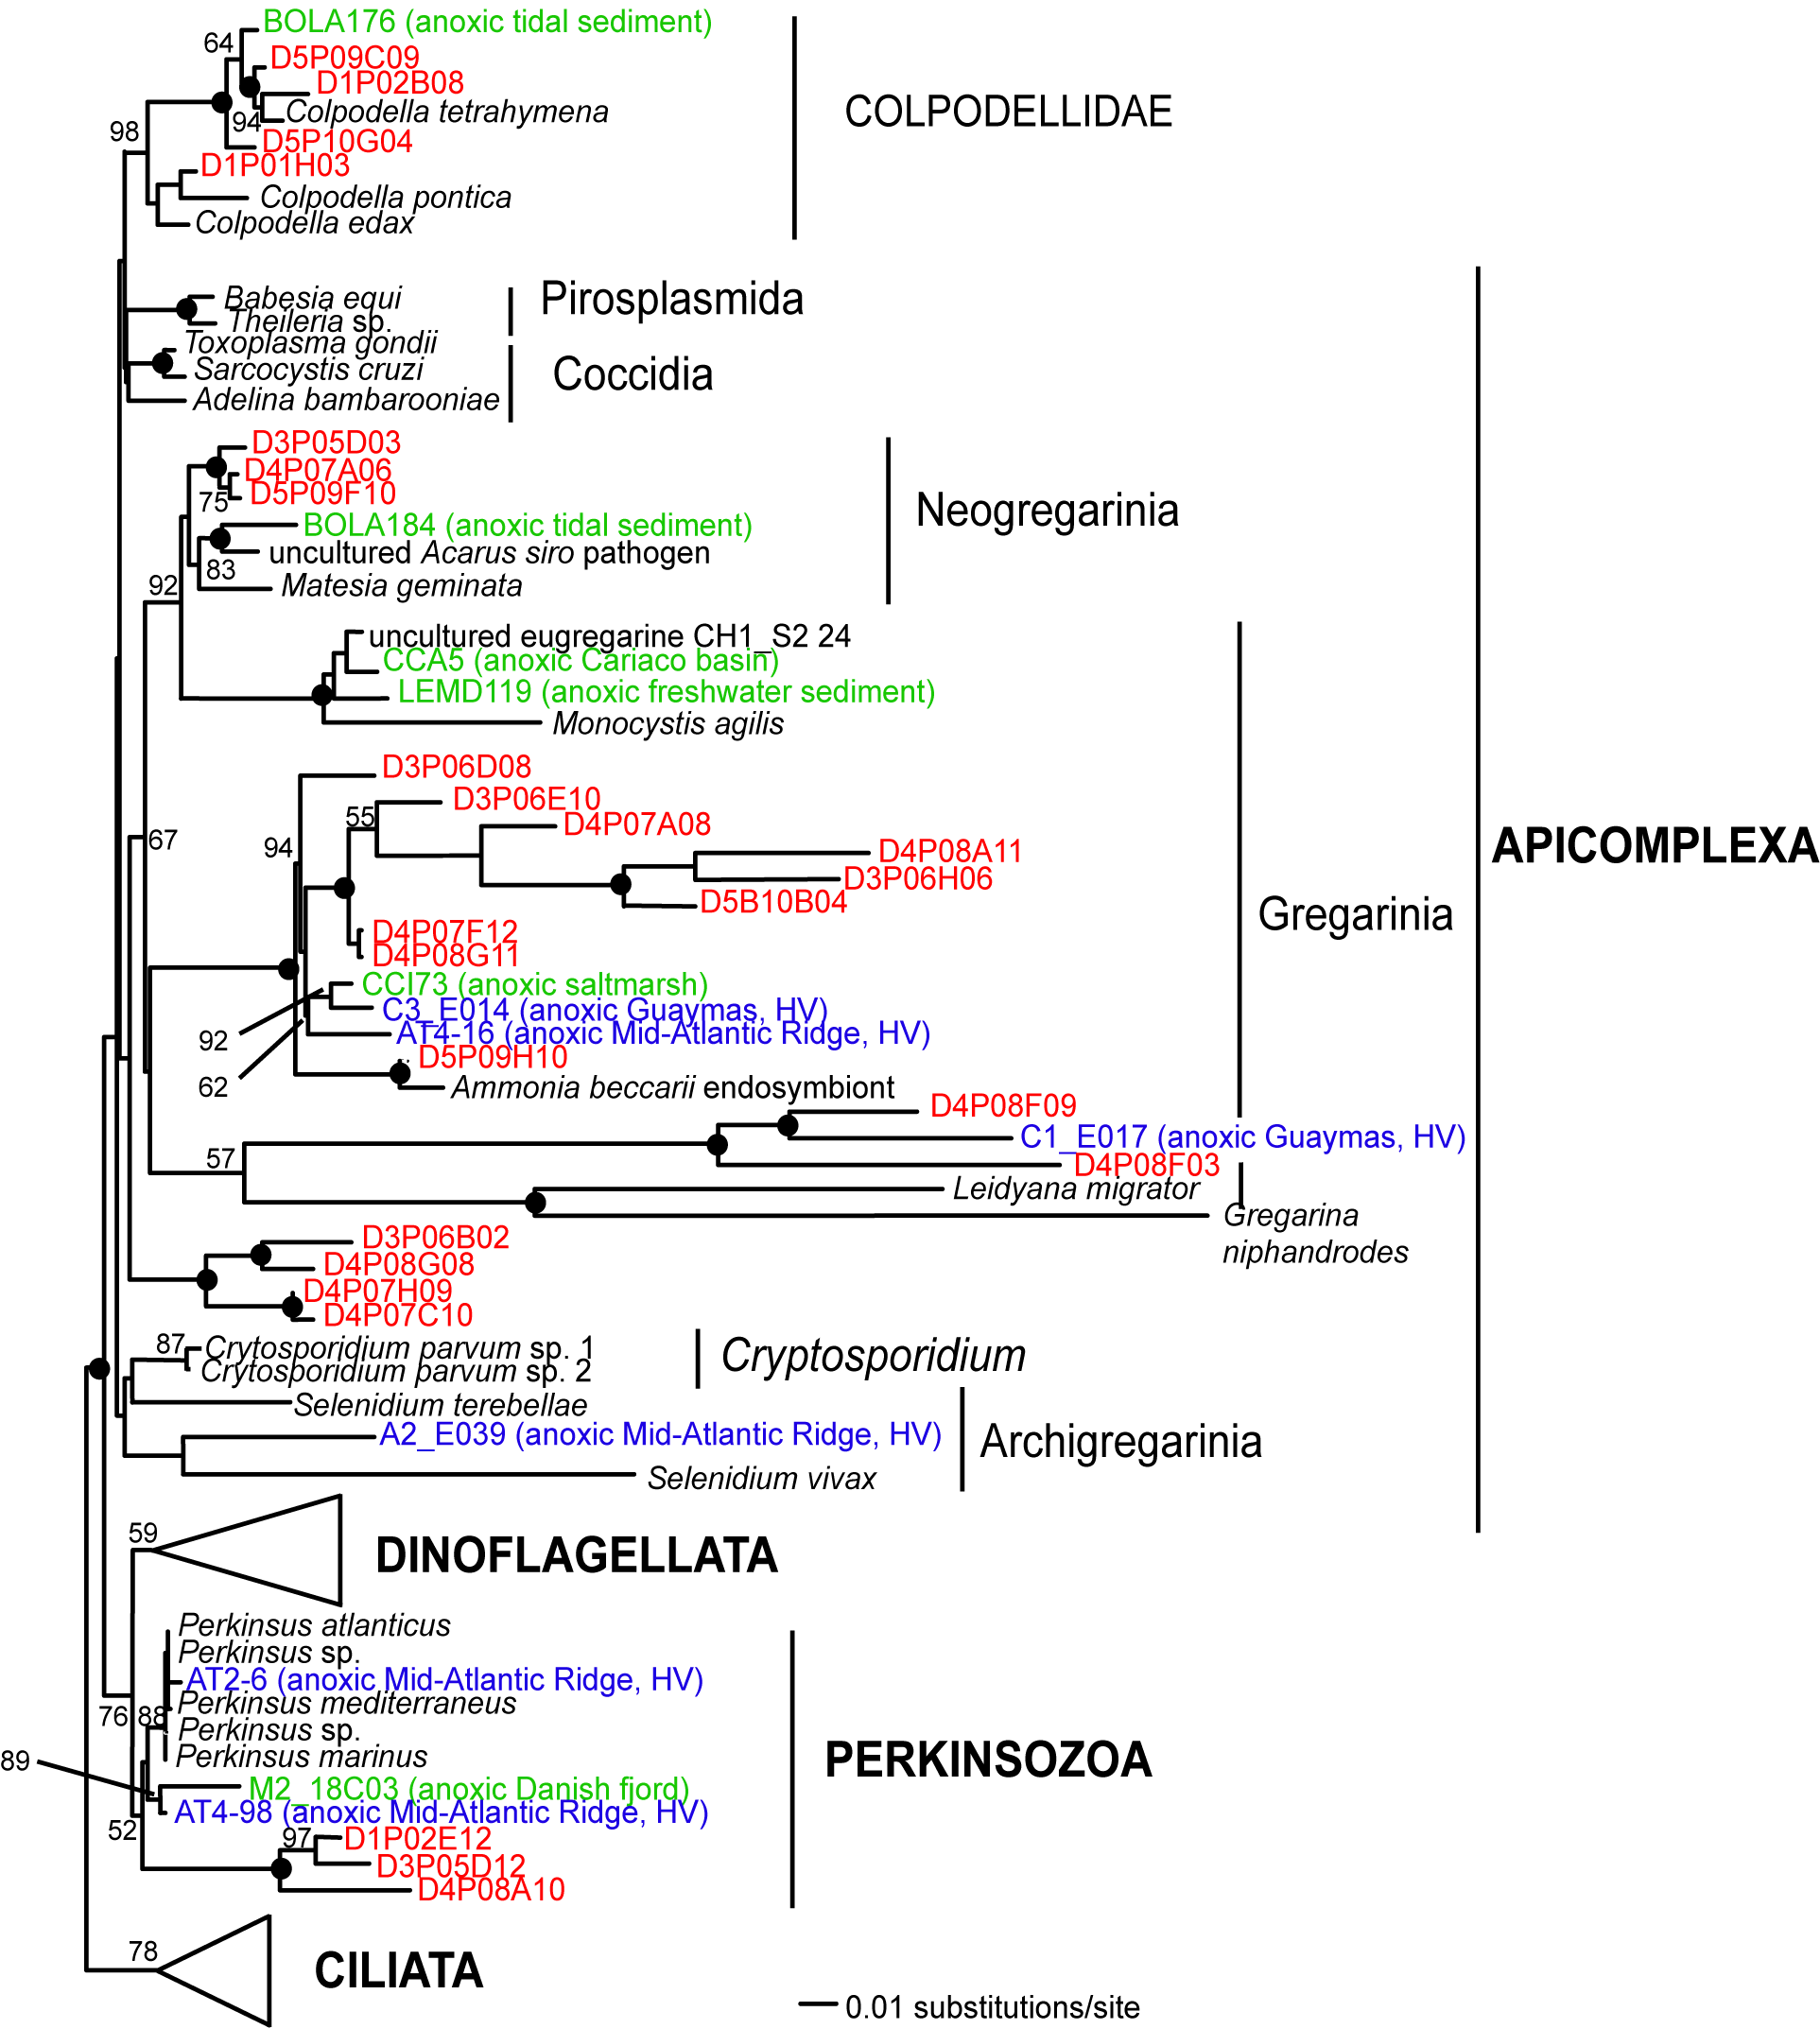 BOLA176 (anoxic tidal sediment)
64
D5P09C09
D1P02B08
Colpodella tetrahymena
94
COLPODELLIDAE
98
D5P10G04
D1P01H03
Colpodella pontica
Colpodella edax
Babesia equi
Pirosplasmida
Theileria sp.
Toxoplasma gondii
Sarcocystis cruzi
Coccidia
Adelina bambarooniae
D3P05D03
D4P07A06
D5P09F10
75
Neogregarinia
BOLA184 (anoxic tidal sediment)
uncultured Acarus siro pathogen
83
92
Matesia geminata
uncultured eugregarine CH1_S2 24
CCA5 (anoxic Cariaco basin)
LEMD119 (anoxic freshwater sediment)
Monocystis agilis
D3P06D08
D3P06E10
55
D4P07A08
67
94
D4P08A11
APICOMPLEXA
D3P06H06
D5B10B04
Gregarinia
D4P07F12
D4P08G11
CCI73 (anoxic saltmarsh)
C3_E014 (anoxic Guaymas, HV)
92
AT4-16 (anoxic Mid-Atlantic Ridge, HV)
D5P09H10
62
Ammonia beccarii endosymbiont
D4P08F09
C1_E017 (anoxic Guaymas, HV)
57
D4P08F03
Leidyana migrator
Gregarina
niphandrodes
D3P06B02
D4P08G08
D4P07H09
D4P07C10
87
Crytosporidium parvum sp. 1
Crytosporidium parvum sp. 2
Cryptosporidium
Selenidium terebellae
A2_E039 (anoxic Mid-Atlantic Ridge, HV)
Archigregarinia
Selenidium vivax
59
DINOFLAGELLATA
Perkinsus atlanticus
Perkinsus sp.
AT2-6 (anoxic Mid-Atlantic Ridge, HV)
Perkinsus mediterraneus
76
88
Perkinsus sp.
Perkinsus marinus
PERKINSOZOA
89
M2_18C03 (anoxic Danish fjord)
AT4-98 (anoxic Mid-Atlantic Ridge, HV)
52
97
D1P02E12
D3P05D12
D4P08A10
78
CILIATA
0.01 substitutions/site